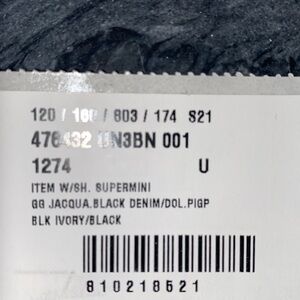 120 / 160 / 603 / 174 S21
476432 UN3BN 001
1274 U
ITEM W/SH. SUPERMINI
GG JACQUA.BLACK DENIM/DOL.PIGP
BLK IVORY/BLACK
810218521